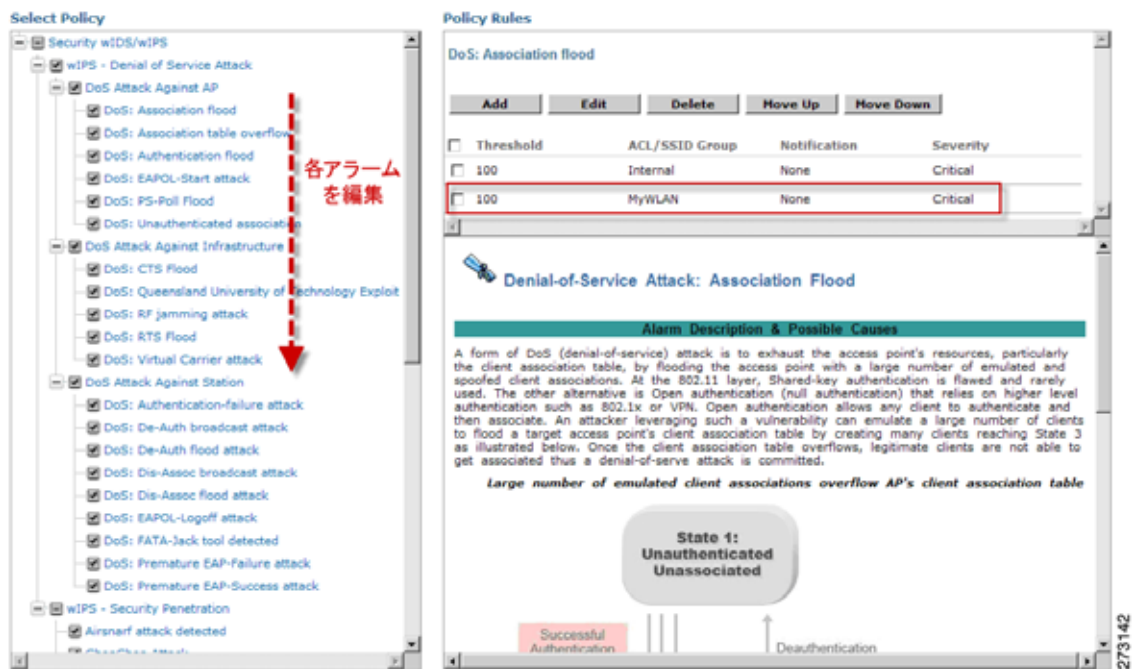 Select Policy
Security wIDS/wIPS
wIPS - Denial of Service Attack
DoS Attack Against AP
DoS: Association flood
DoS: Association table overflow
DoS: Authentication flood
DoS: EAPOL-Start attack
DoS: PS-Poll Flood
DoS: Unauthenticated association
DoS Attack Against Infrastructure
DoS: CTS Flood
DoS: Queensland University of Technology Exploit
DoS: RF jamming attack
DoS: RTS Flood
DoS: Virtual Carrier attack
DoS Attack Against Station
DoS: Authentication-failure attack
DoS: De-Auth broadcast attack
DoS: De-Auth flood attack
DoS: Dis-Assoc broadcast attack
DoS: Dis-Assoc flood attack
DoS: EAPOL-Logoff attack
DoS: FATA-Jack tool detected
DoS: Premature EAP-Failure attack
DoS: Premature EAP-Success attack
wIPS - Security Penetration
Airsnarf attack detected
ChopChop Attack
各アラーム
を編集
Policy Rules
DoS: Association flood
Add Edit Delete Move Up Move Down
Threshold ACL/SSID Group Notification Severity
100 Internal None Critical
100 MyWLAN None Critical
Denial-of-Service Attack: Association Flood
Alarm Description & Possible Causes
A form of DoS (denial-of-service) attack is to exhaust the access point's resources, particularly
the client association table, by flooding the access point with a large number of emulated and
spoofed client associations. At the 802.11 layer, Shared-key authentication is flawed and rarely
used. The other alternative is Open authentication (null authentication) that relies on higher level
authentication such as 802.1x or VPN. Open authentication allows any client to authenticate and
then associate. An attacker leveraging such a vulnerability can emulate a large number of clients
to flood a target access point's client association table by creating many clients reaching State 3
as illustrated below. Once the client association table overflows, legitimate clients are not able to
get associated thus a denial-of-serve attack is committed.
Large number of emulated client associations overflow AP's client association table
State 1:
Unauthenticated
Unassociated
Successful
Authentication
Deauthentication
273142